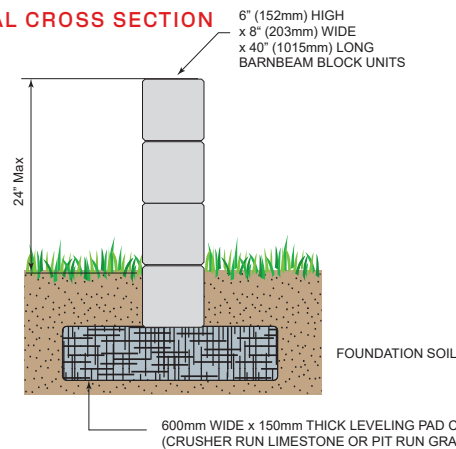 AL CROSS SECTION
6" (152mm) HIGH
x 8" (203mm) WIDE
x 40" (1015mm) LONG
BARNBEAM BLOCK UNITS
24" Max
FOUNDATION SOIL
600mm WIDE x 150mm THICK LEVELING PAD
(CRUSHER RUN LIMESTONE OR PIT RUN